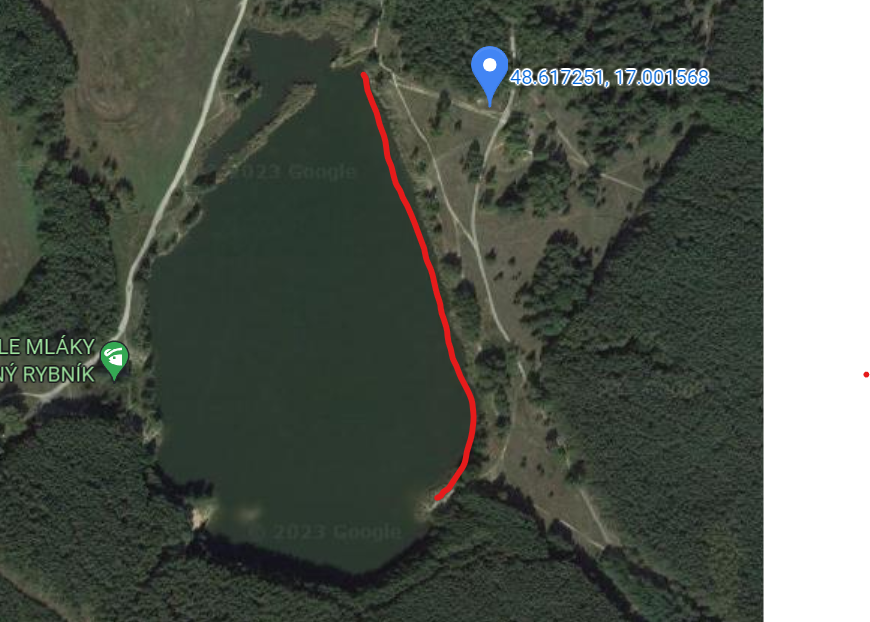 48.617251, 17.001568
2023 Google
LE MLÁKY
NÝ RYBNÍK
© 2023 Google